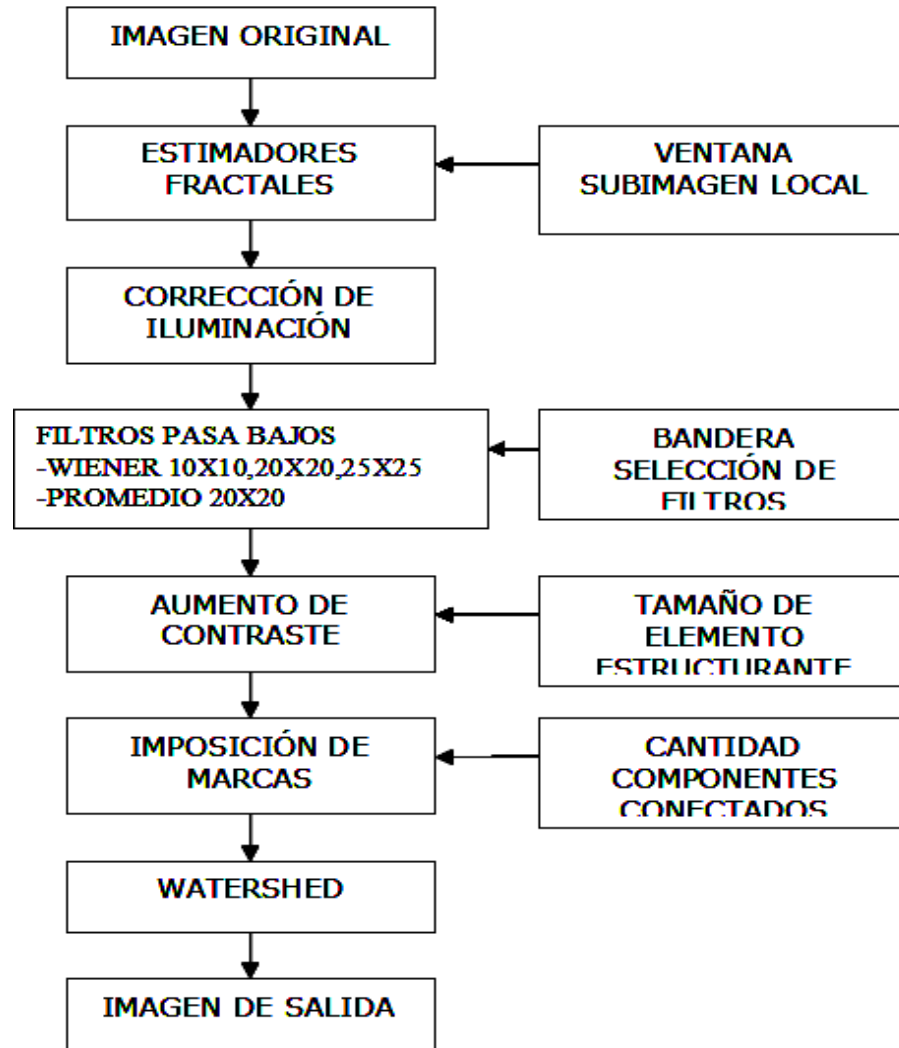 IMAGEN ORIGINAL
ESTIMADORES
FRACTALES
VENTANA
SUBIMAGEN LOCAL
CORRECCIÓN DE
ILUMINACIÓN
FILTROS PASA BAJOS
-WIENER 10X10,20X20,25X25
-PROMEDIO 20X20
BANDERA
SELECCIÓN DE
FILTROS
AUMENTO DE
CONTRASTE
TAMAÑO DE
ELEMENTO
ESTRUCTURANTE
IMPOSICIÓN DE
MARCAS
CANTIDAD
COMPONENTES
CONECTADOS
WATERSHED
IMAGEN DE SALIDA